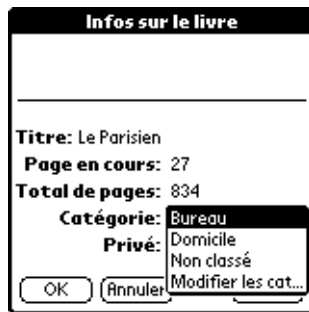 Infos sur le livre
Titre: Le Parisien
Page en cours: 27
Total de pages: 834
Catégorie: Bureau
Privé: Domicile
Non classé
Modifier les cat...
OK Annuler